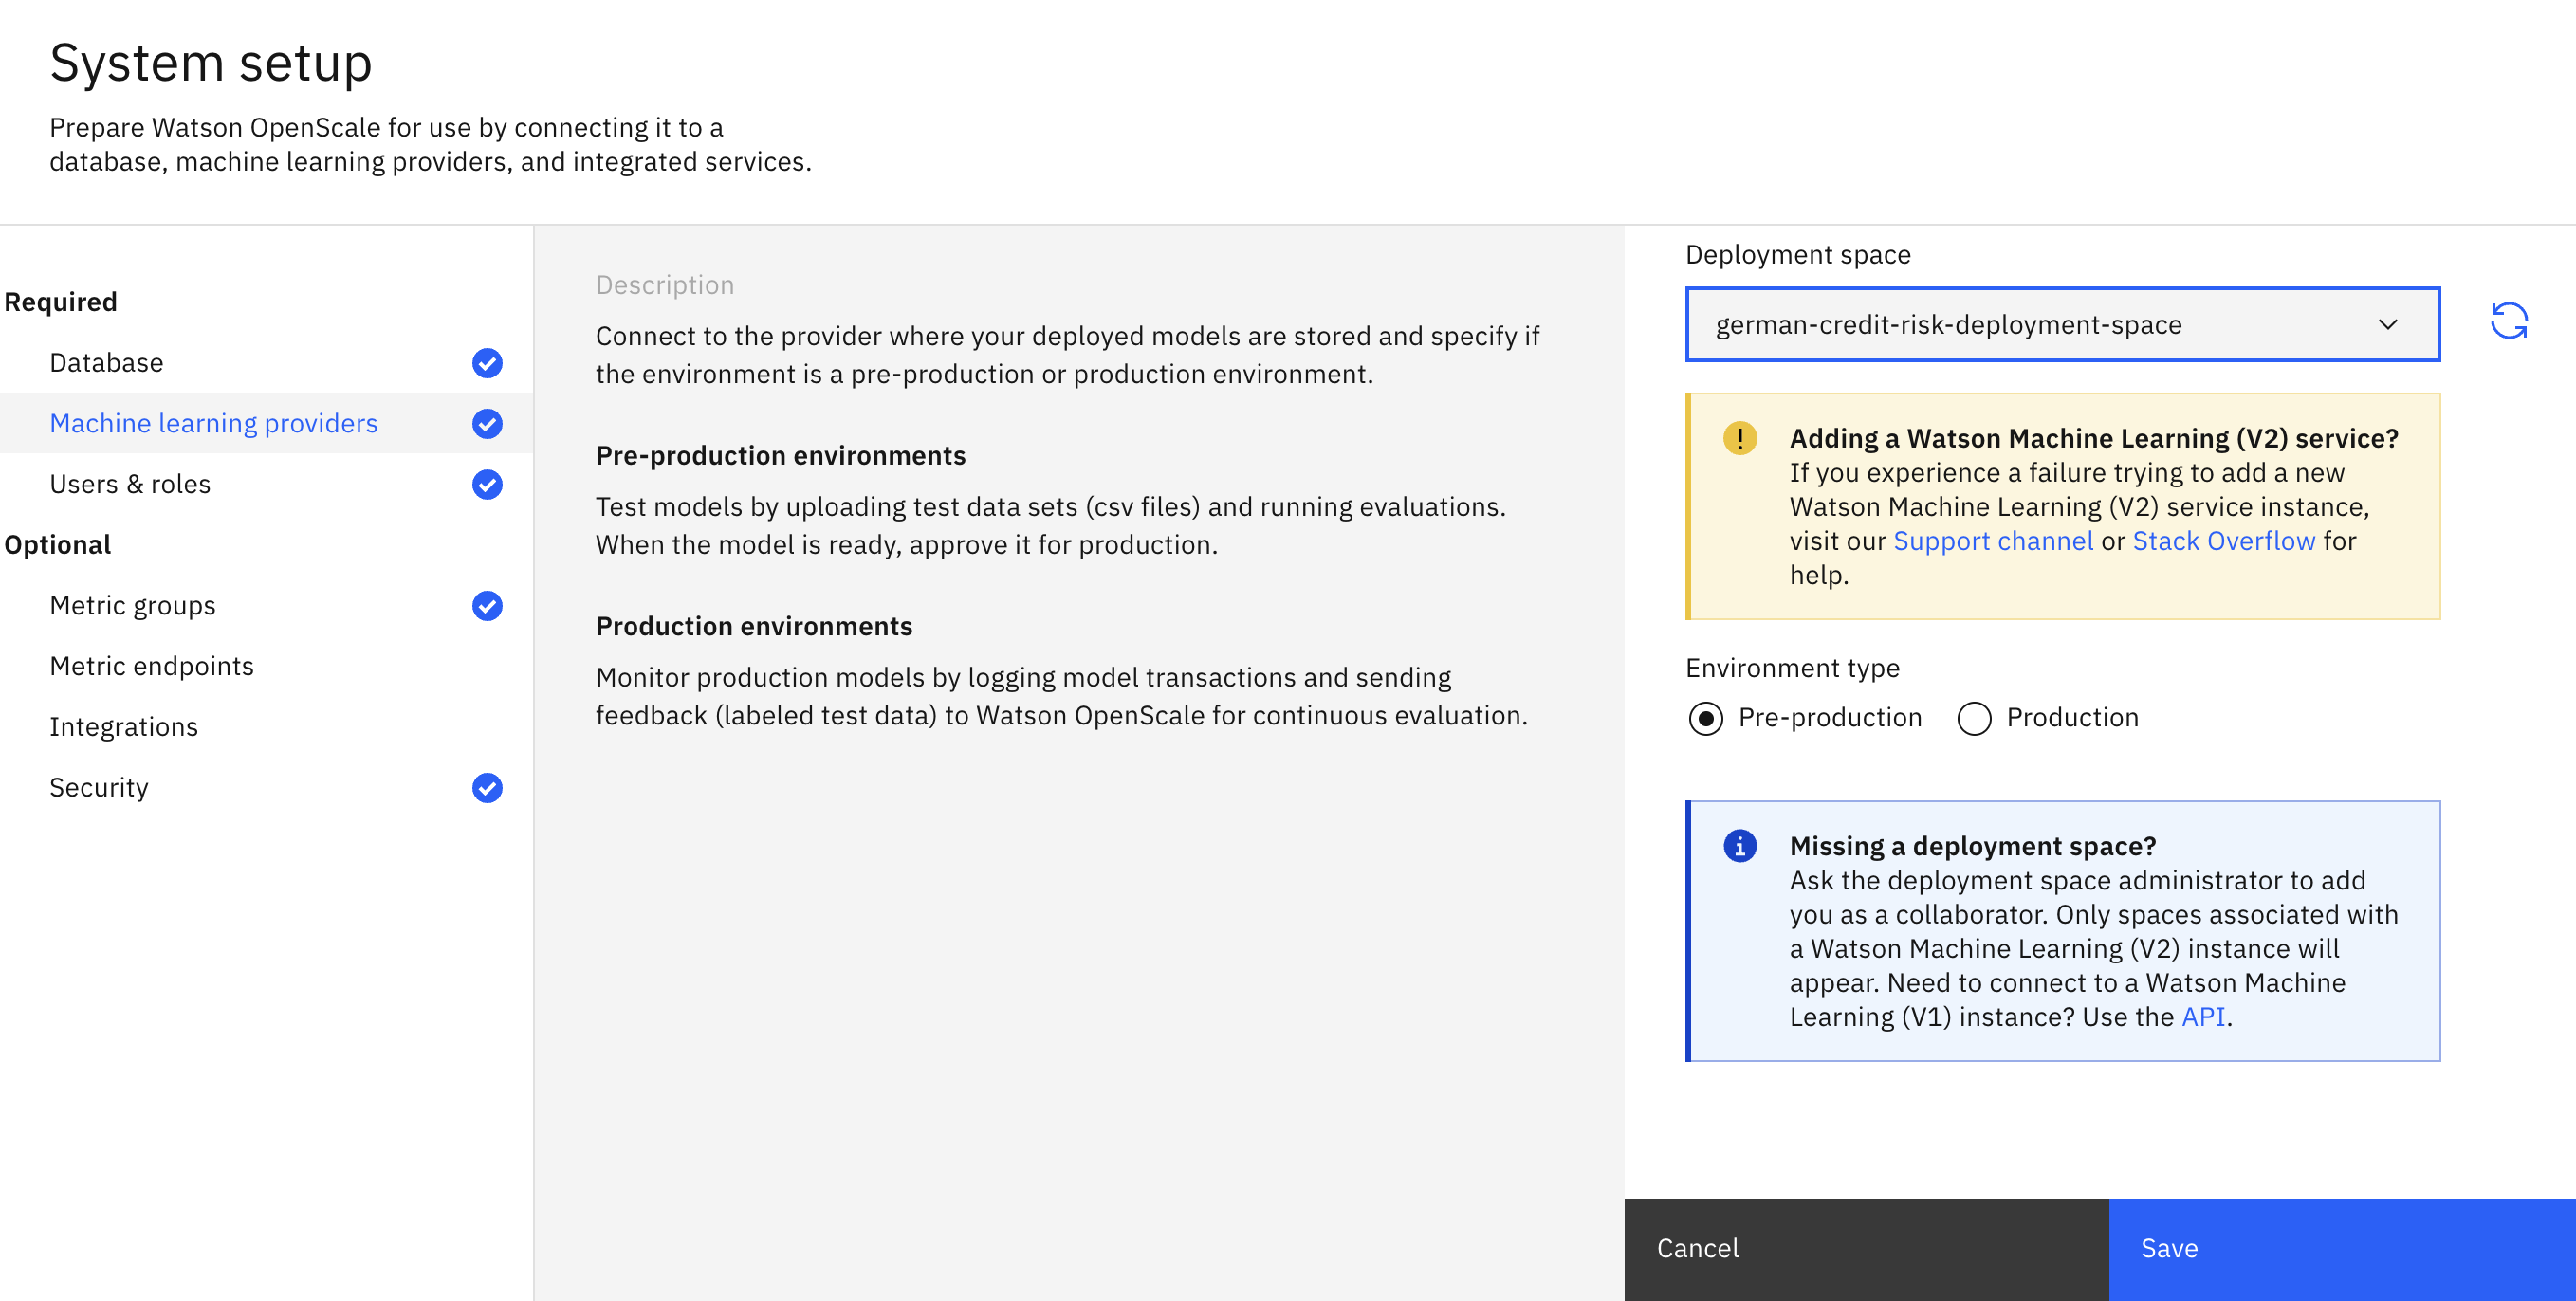 System setup
Prepare Watson OpenScale for use by connecting it to a
database, machine learning providers, and integrated services.
Required
Database
Machine learning providers
Users & roles
Optional
Metric groups
Metric endpoints
Integrations
Security
Description
Connect to the provider where your deployed models are stored and specify if
the environment is a pre-production or production environment.
Pre-production environments
Test models by uploading test data sets (csv files) and running evaluations.
When the model is ready, approve it for production.
Production environments
Monitor production models by logging model transactions and sending
feedback (labeled test data) to Watson OpenScale for continuous evaluation.
Deployment space
german-credit-risk-deployment-space
Adding a Watson Machine Learning (V2) service?
If you experience a failure trying to add a new
Watson Machine Learning (V2) service instance,
visit our Support channel or Stack Overflow for
help.
Environment type
Pre-production Production
Missing a deployment space?
Ask the deployment space administrator to add
you as a collaborator. Only spaces associated with
a Watson Machine Learning (V2) instance will
appear. Need to connect to a Watson Machine
Learning (V1) instance? Use the API.
Cancel Save